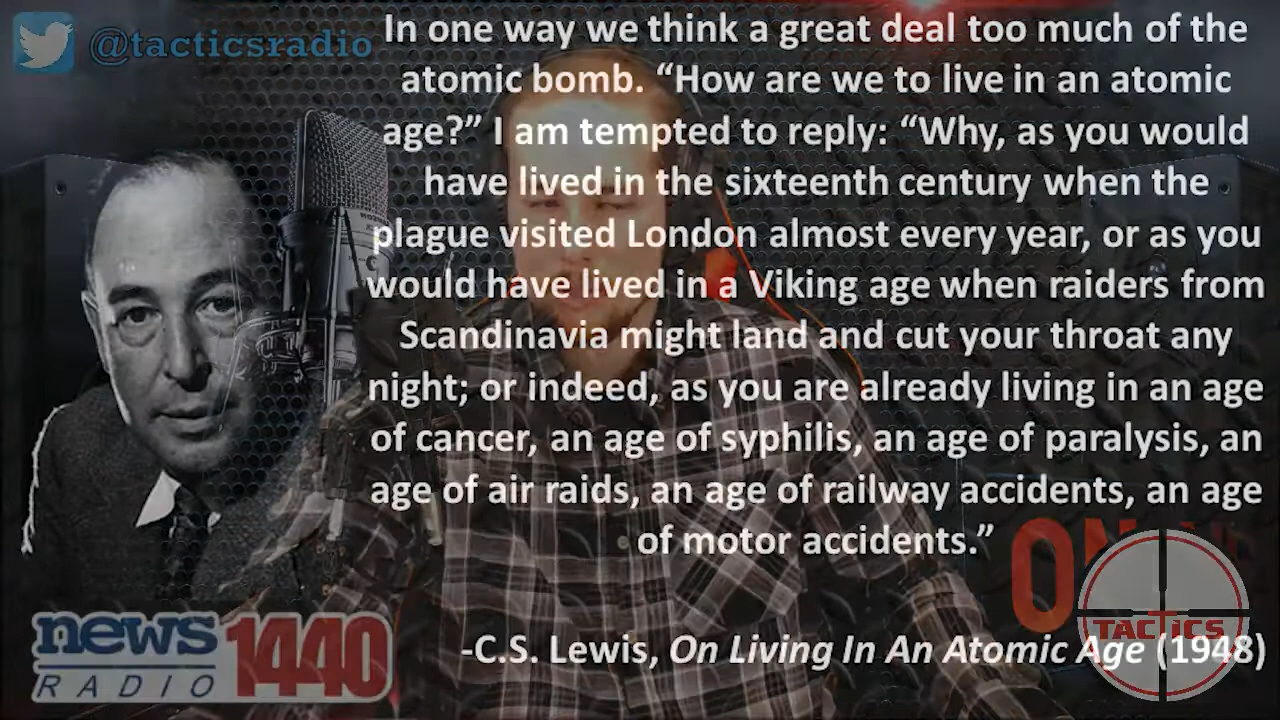 @tacticsradio
In one way we think a great deal too much of the
atomic bomb. “How are we to live in an atomic
age?” I am tempted to reply: “Why, as you would
have lived in the sixteenth century when the
plague visited London almost every year, or as you
would have lived in a Viking age when raiders from
Scandinavia might land and cut your throat any
night; or indeed, as you are already living in an age
of cancer, an age of syphilis, an age of paralysis, an
age of air raids, an age of railway accidents, an age
of motor accidents.”
-C.S. Lewis, On Living In An Atomic Age (1948)
news 1440
RADIO
ON
TACTICS